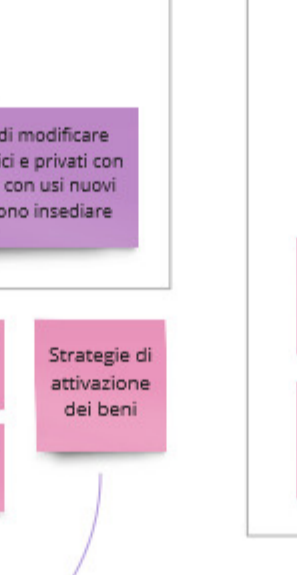 di modificare
ici e privati con
con usi nuovi
ono insediare
Strategie di
attivazione
dei beni